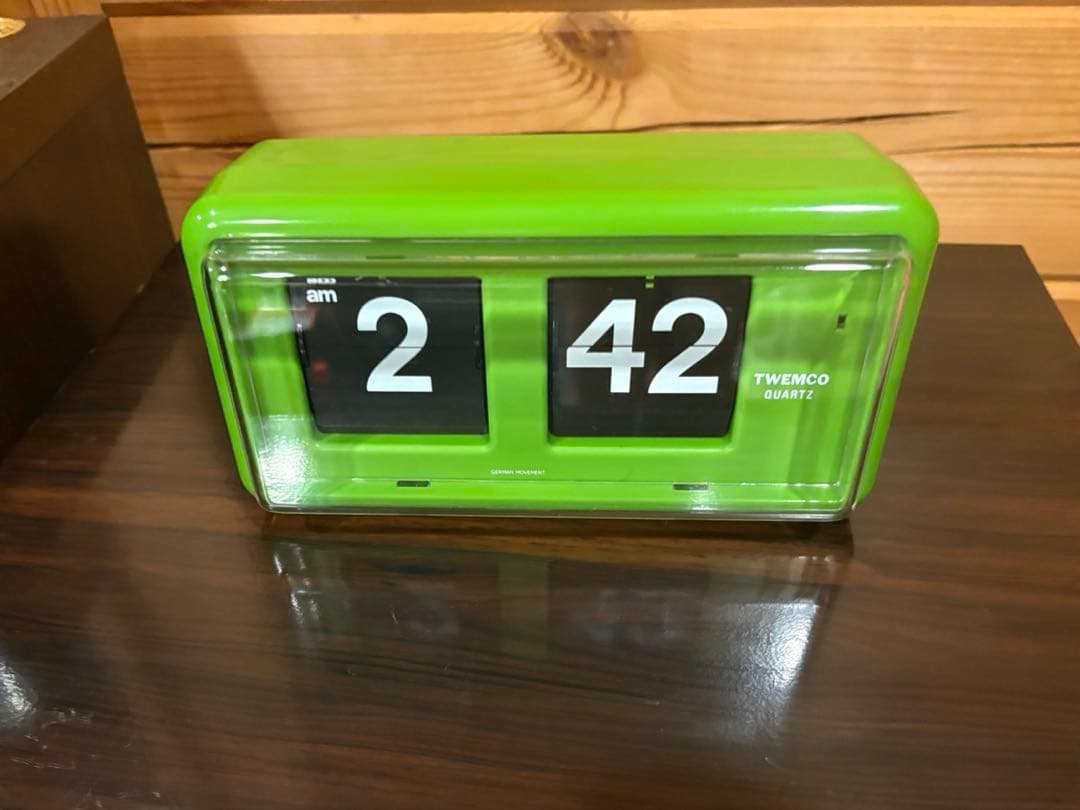 am
2
42
TWEMCO
QUARTZ
GERMAN MOVEMENT